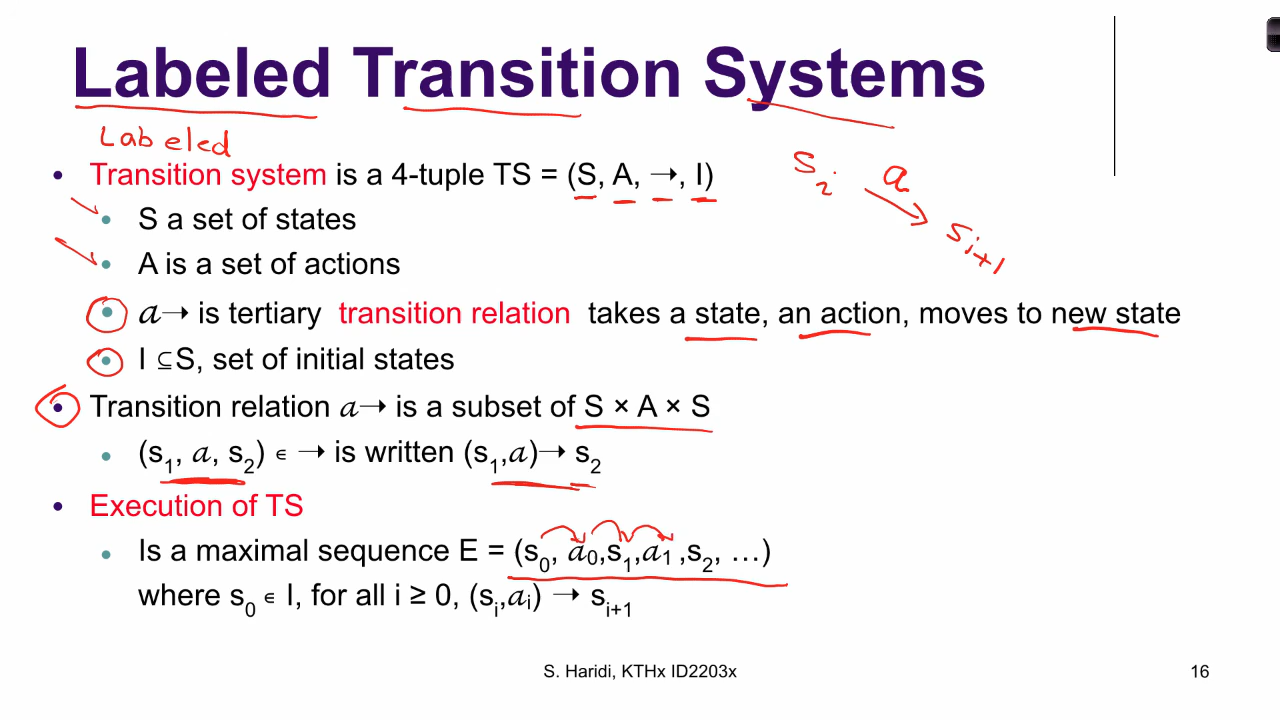 Labeled Transition Systems
Labeled
• Transition system is a 4-tuple TS = (S, A, →, I)
• S a set of states
• A is a set of actions
• a→ is tertiary transition relation takes a state, an action, moves to new state
• I ⊆S, set of initial states
• Transition relation a→ is a subset of S × A × S
• (s1, a, s2) ∊ → is written (s1,a)→ s2
• Execution of TS
• Is a maximal sequence E = (s0, a0,s1,a1 ,s2, …)
where s0 ∊ I, for all i ≥ 0, (si,ai) → si+1
si a → si+1
S. Haridi, KTHx ID2203x
16